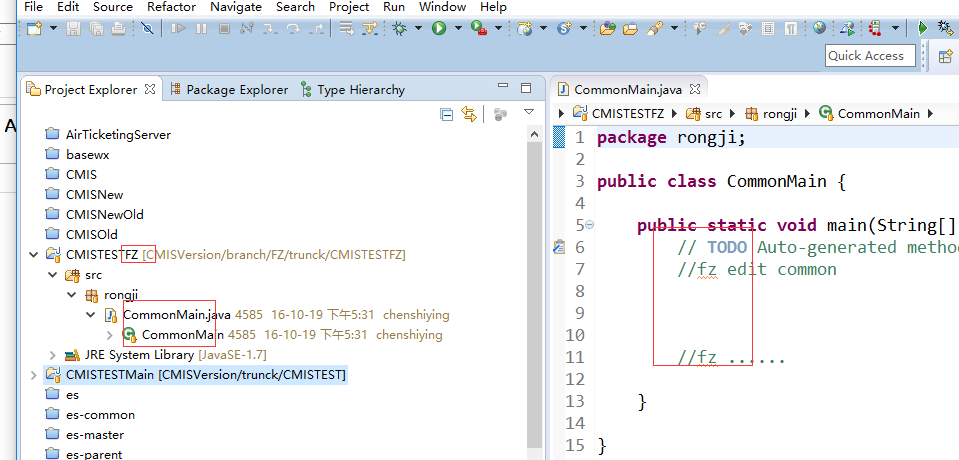 File Edit Source Refactor Navigate Search Project Run Window Help
Quick Access
Project Explorer Package Explorer Type Hierarchy
A
AirTicketingServer
basewx
CMIS
CMISNew
CMISNewOld
CMISOld
CMISTESTFZ [CMISVersion/branch/FZ/trunck/CMISTESTFZ]
src
rongji
CommonMain.java 4585 16-10-19 下午5:31 chenshiying
CommonMain 4585 16-10-19 下午5:31 chenshiying
JRE System Library [JavaSE-1.7]
CMISTESTMain [CMISVersion/trunck/CMISTEST]
es
es-common
es-master
es-parent
CommonMain.java
CMISTESTFZ src rongji CommonMain
1 package rongji;
2
3 public class CommonMain {
4
5 public static void main(String[]
6 // TODO Auto-generated metho
7 //fz edit common
8
9
10
11 //fz ......
12
13 }
14
15 }